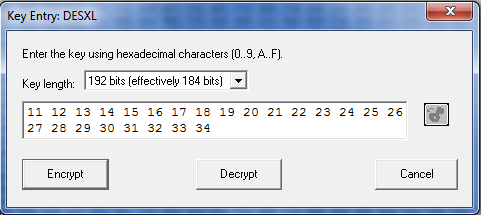 Key Entry: DESXL
Enter the key using hexadecimal characters (0..9, A..F).
Key length: 192 bits (effectively 184 bits)
11 12 13 14 15 16 17 18 19 20 21 22 23 24 25 26
27 28 29 30 31 32 33 34
Encrypt Decrypt Cancel